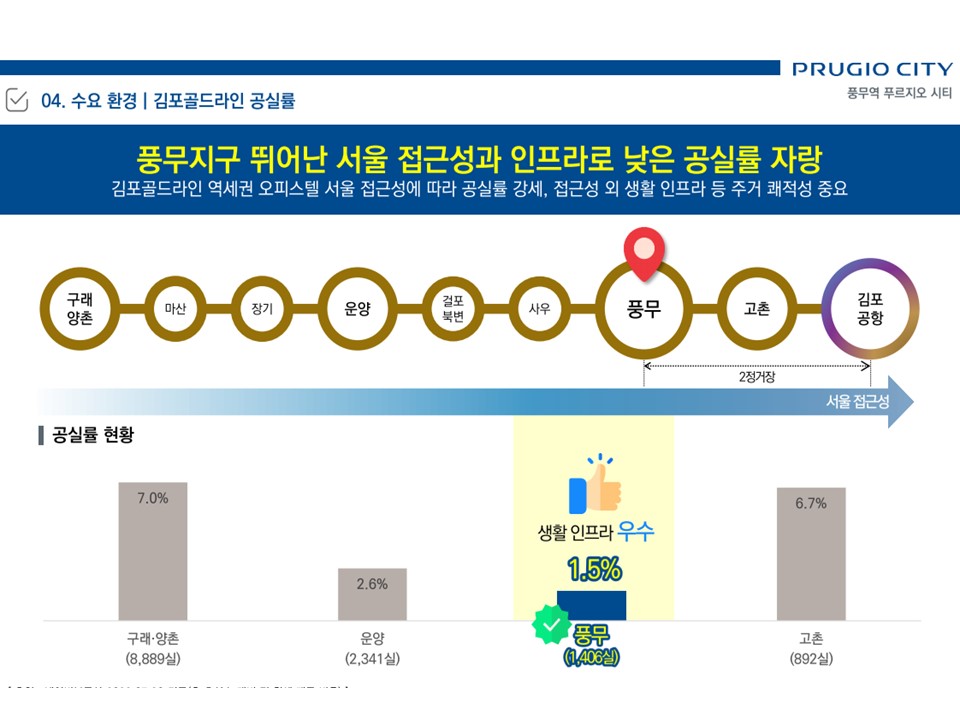 PRUGIO CITY
풍무역 푸르지오 시티
04. 수요 환경 | 김포골드라인 공실률
풍무지구 뛰어난 서울 접근성과 인프라로 낮은 공실률 자랑
김포골드라인 역세권 오피스텔 서울 접근성에 따라 공실률 강세, 접근성 외 생활 인프라 등 주거 쾌적성 중요
구래
양촌
마산
장기
운양
걸포
북변
사우
풍무
고촌
김포
공항
2정거장
서울 접근성
공실률 현황
7.0%
2.6%
생활 인프라 우수
1.5%
6.7%
구래·양촌
(8,889실)
운양
(2,341실)
풍무
(1,406실)
고촌
(892실)